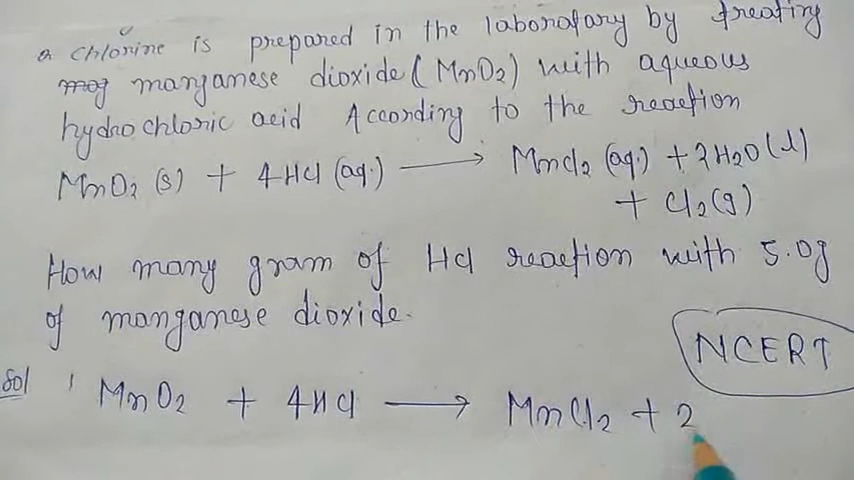 Q Chlorine is prepared in the laboratary by treating
manganese dioxide (MnO2) with aqueous
hydrochloric acid According to the reaction
MnO2 (s) + 4HCl (aq.) ⟶ MnCl2 (aq.) + 2H2O(l)
+ Cl2(g)
How many gram of HCl reaction with 5.0g
of manganese dioxide.
NCERT
Sol MnO2 + 4HCl ⟶ MnCl2 + 2